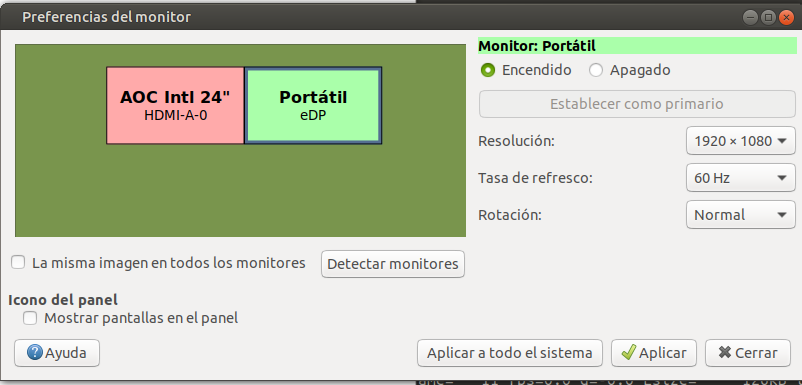 Preferencias del monitor
AOC Intl 24"
HDMI-A-0
Portátil
eDP
Monitor: Portátil
Encendido
Apagado
Establecer como primario
Resolución:
1920 × 1080
Tasa de refresco:
60 Hz
Rotación:
Normal
La misma imagen en todos los monitores
Detectar monitores
Icono del panel
Mostrar pantallas en el panel
Ayuda
Aplicar a todo el sistema
Aplicar
Cerrar